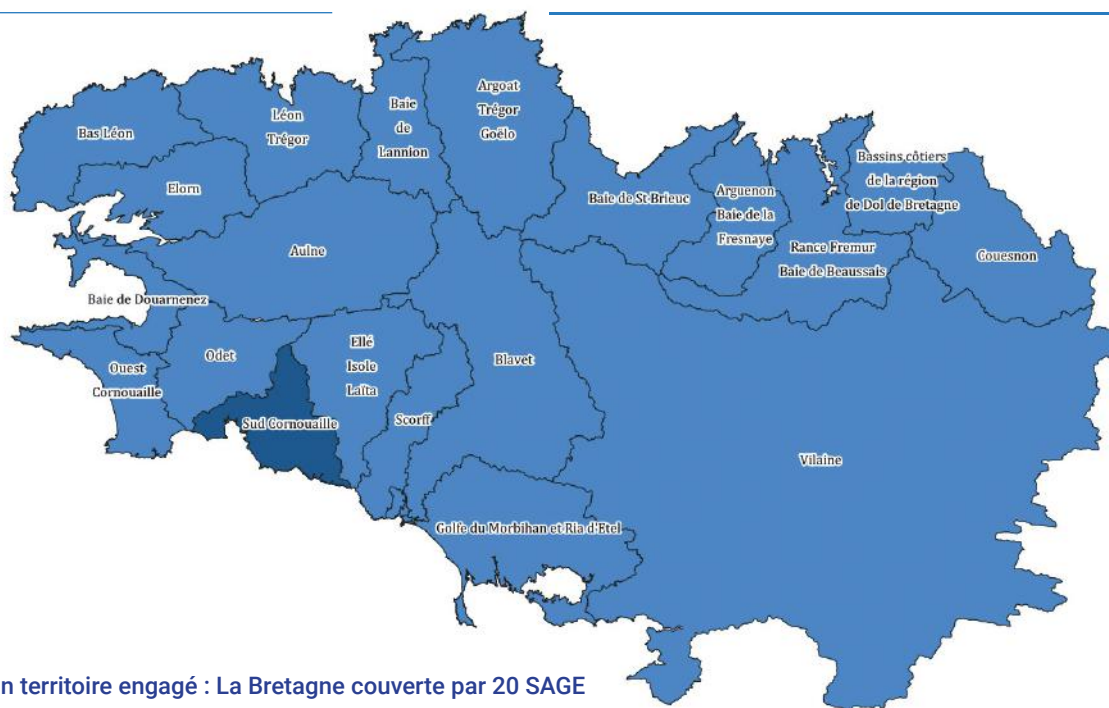 Bas Léon
Léon
Trégor
Baie
de
Lannion
Argoat
Trégor
Goëlo
Elorn
Baie de St-Brieuc
Arguenon
Baie de la
Fresnaye
Bassins côtiers
de la région
de Dol de Bretagne
Rance Fremur
Baie de Beaussais
Couesnon
Aulne
Baie de Douarnenez
Odet
Ouest
Cornouaille
Sud Cornouaille
Ellé
Isole
Laïta
Scorff
Blavet
Vilaine
Golfe du Morbihan et Ria d'Etel
n territoire engagé : La Bretagne couverte par 20 SAGE